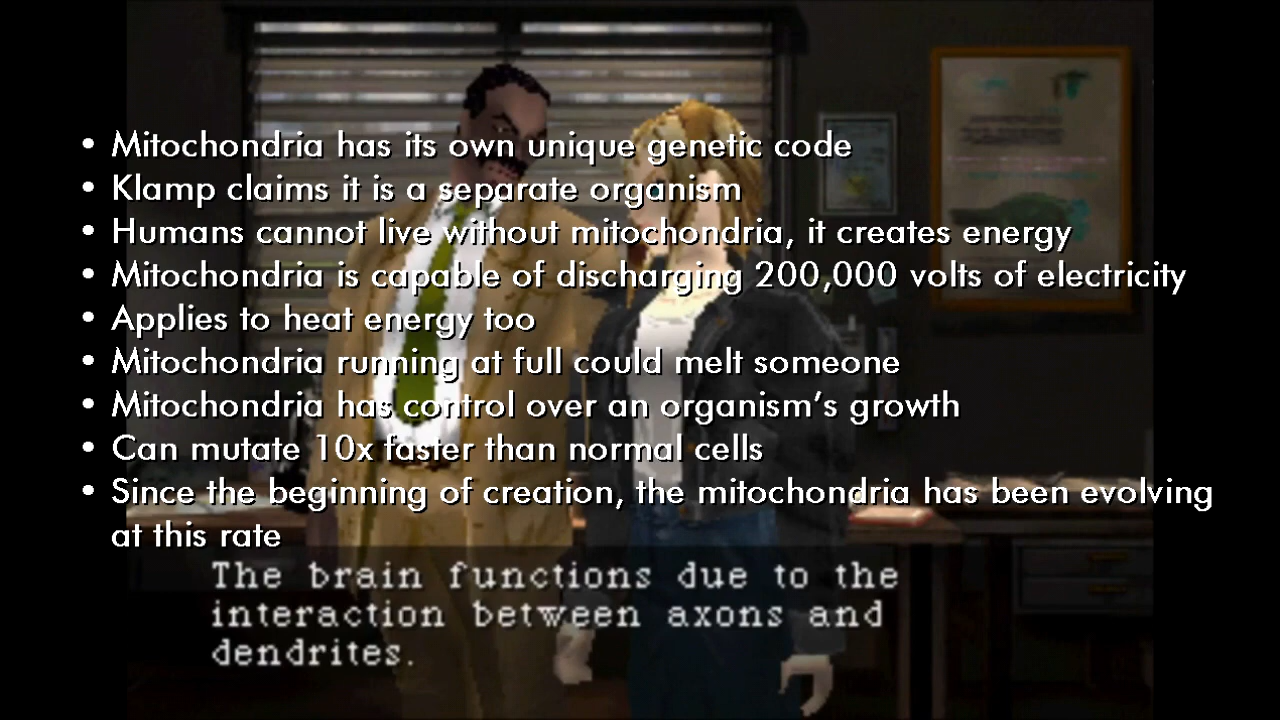 • Mitochondria has its own unique genetic code
• Klamp claims it is a separate organism
• Humans cannot live without mitochondria, it creates energy
• Mitochondria is capable of discharging 200,000 volts of electricity
• Applies to heat energy too
• Mitochondria running at full could melt someone
• Mitochondria has control over an organism's growth
• Can mutate 10x faster than normal cells
• Since the beginning of creation, the mitochondria has been evolving
at this rate
The brain functions due to the
interaction between axons and
dendrites.